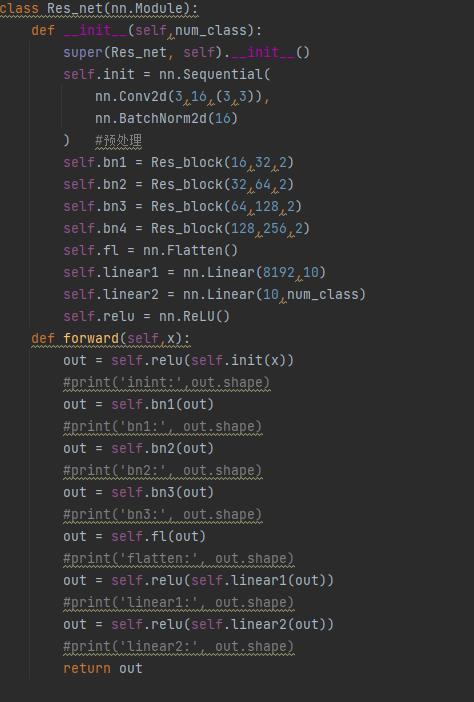 class Res_net(nn.Module):
    def __init__(self,num_class):
        super(Res_net, self).__init__()
        self.init = nn.Sequential(
            nn.Conv2d(3,16,(3,3)),
            nn.BatchNorm2d(16)
        )   #预处理
        self.bn1 = Res_block(16,32,2)
        self.bn2 = Res_block(32,64,2)
        self.bn3 = Res_block(64,128,2)
        self.bn4 = Res_block(128,256,2)
        self.fl = nn.Flatten()
        self.linear1 = nn.Linear(8192,10)
        self.linear2 = nn.Linear(10,num_class)
        self.relu = nn.ReLU()
    def forward(self,x):
        out = self.relu(self.init(x))
        #print('inint:',out.shape)
        out = self.bn1(out)
        #print('bn1:', out.shape)
        out = self.bn2(out)
        #print('bn2:', out.shape)
        out = self.bn3(out)
        #print('bn3:', out.shape)
        out = self.fl(out)
        #print('flatten:', out.shape)
        out = self.relu(self.linear1(out))
        #print('linear1:', out.shape)
        out = self.relu(self.linear2(out))
        #print('linear2:', out.shape)
        return out